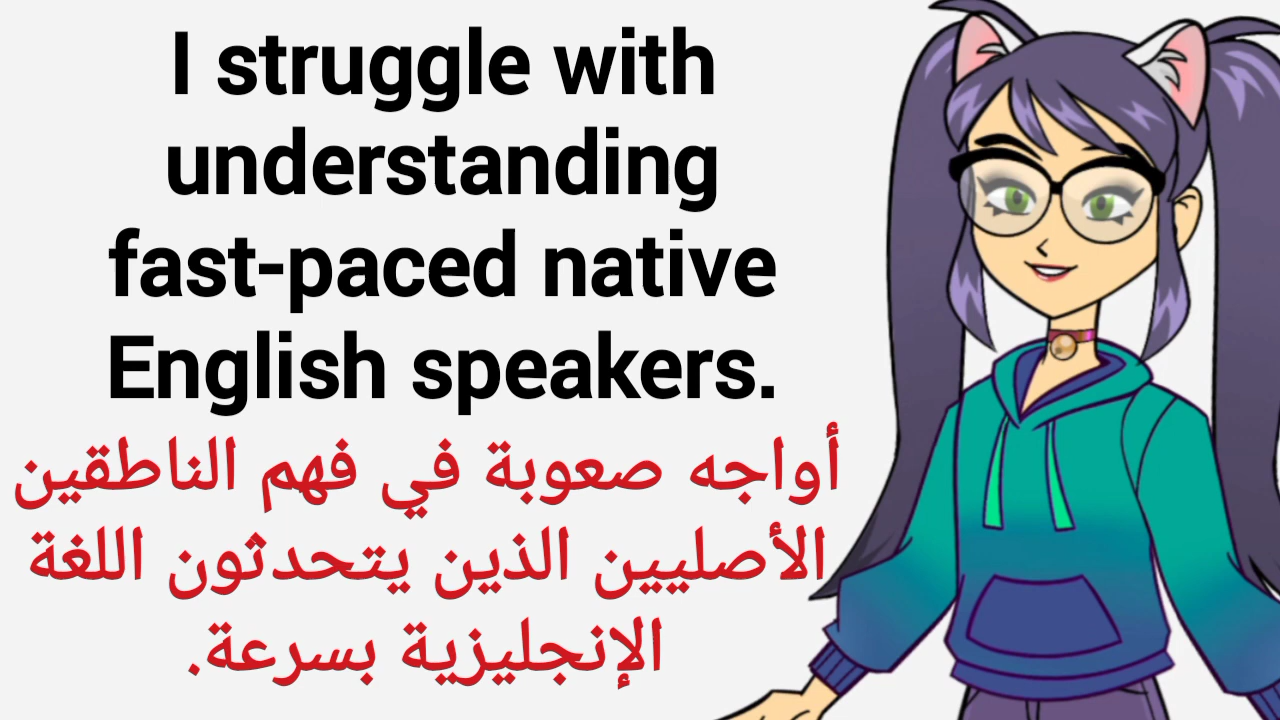 I struggle with
understanding
fast-paced native
English speakers.
أواجه صعوبة في فهم الناطقين
الأصليين الذين يتحدثون اللغة
الإنجليزية بسرعة.